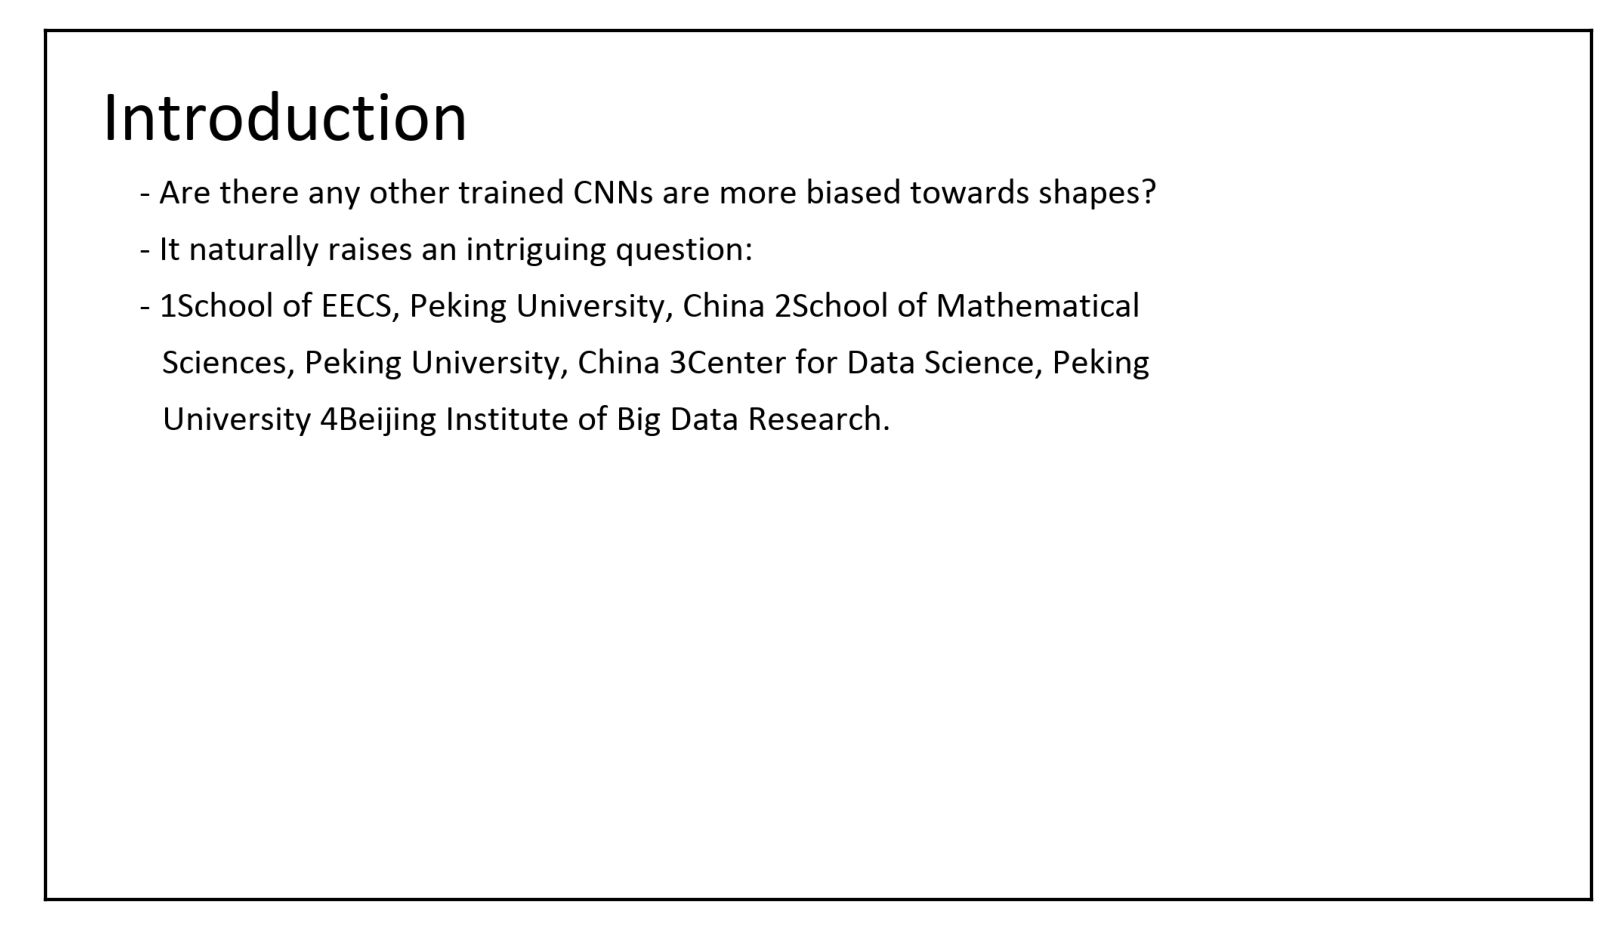 Introduction
- Are there any other trained CNNs are more biased towards shapes?
- It naturally raises an intriguing question:
- 1School of EECS, Peking University, China 2School of Mathematical
Sciences, Peking University, China 3Center for Data Science, Peking
University 4Beijing Institute of Big Data Research.